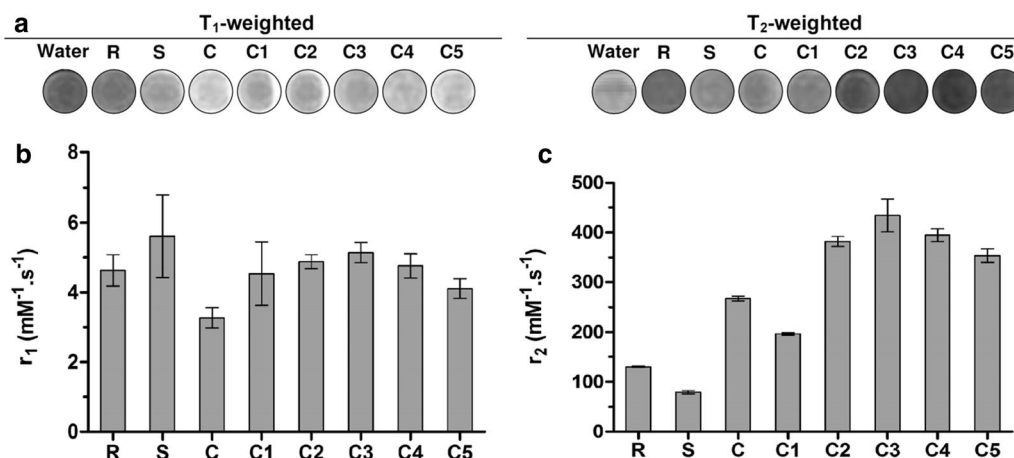 a
T₁-weighted
T₂-weighted
Water R S C C1 C2 C3 C4 C5
Water R S C C1 C2 C3 C4 C5
b
8
6
4
2
0
r₁ (mM⁻¹.s⁻¹)
R S C C1 C2 C3 C4 C5
c
500
400
300
200
100
0
r₂ (mM⁻¹.s⁻¹)
R S C C1 C2 C3 C4 C5